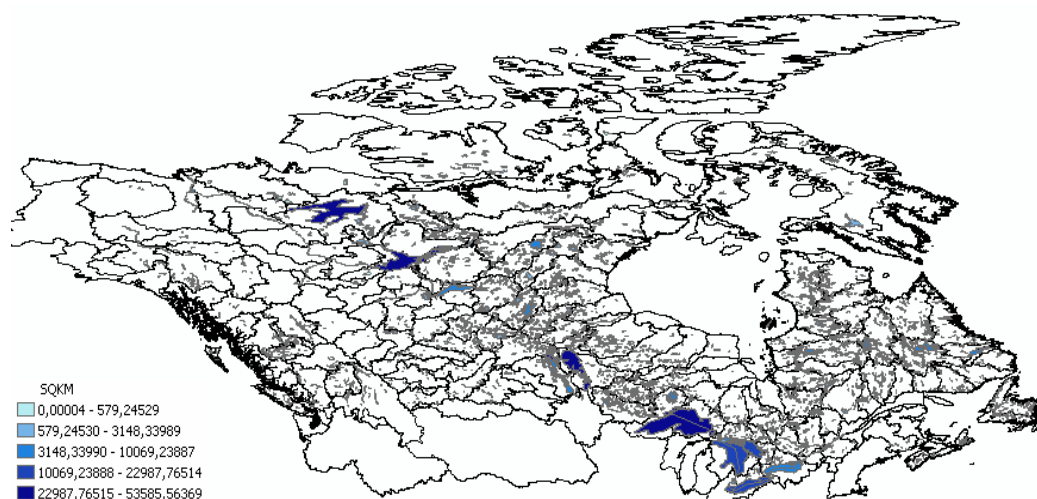 SQKM
0,00004 - 579,24529
579,24530 - 3148,33989
3148,33990 - 10069,23887
10069,23888 - 22987,76514
22987,76515 - 53585,56369